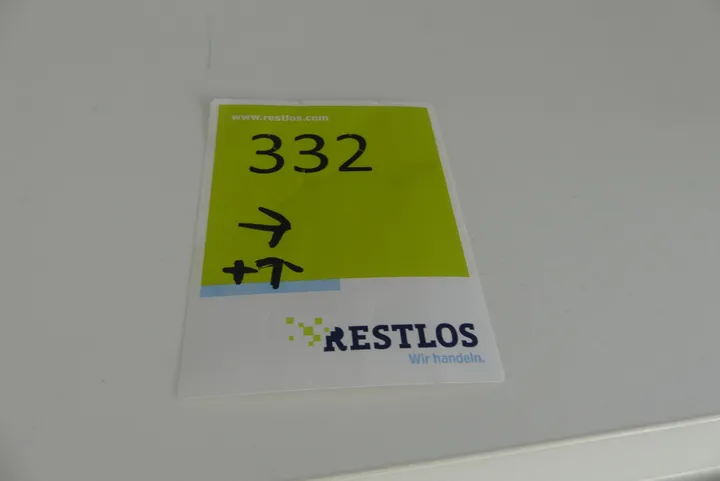 www.restlos.com
332
→
+↑
RESTLOS
Wir handeln.